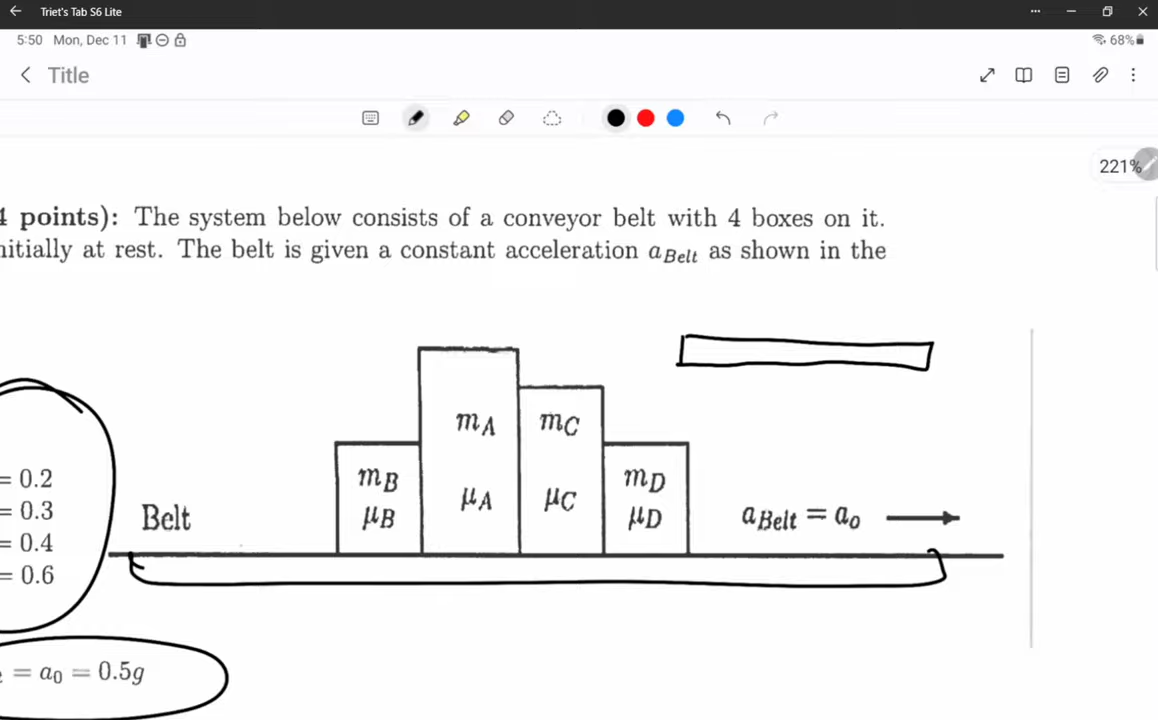 Triet's Tab S6 Lite
5:50 Mon, Dec 11 68%
Title
221%
4 points): The system below consists of a conveyor belt with 4 boxes on it.
nitially at rest. The belt is given a constant acceleration a_Belt as shown in the
m_A m_C
= 0.2 m_B m_D
μ_A μ_C
= 0.3 Belt μ_B μ_D a_Belt = a_o
= 0.4
= 0.6
= a_0 = 0.5g